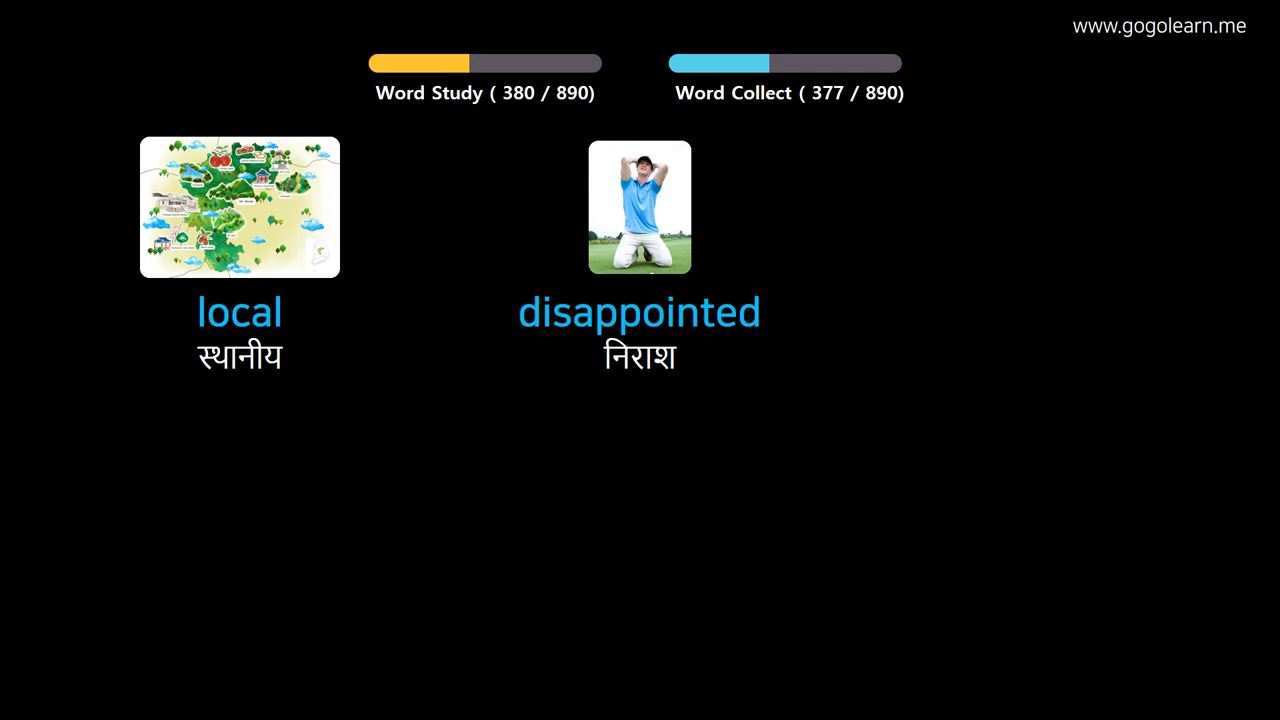 www.gogolearn.me
Word Study ( 380 / 890)
Word Collect ( 377 / 890)
local
स्थानीय
disappointed
निराश